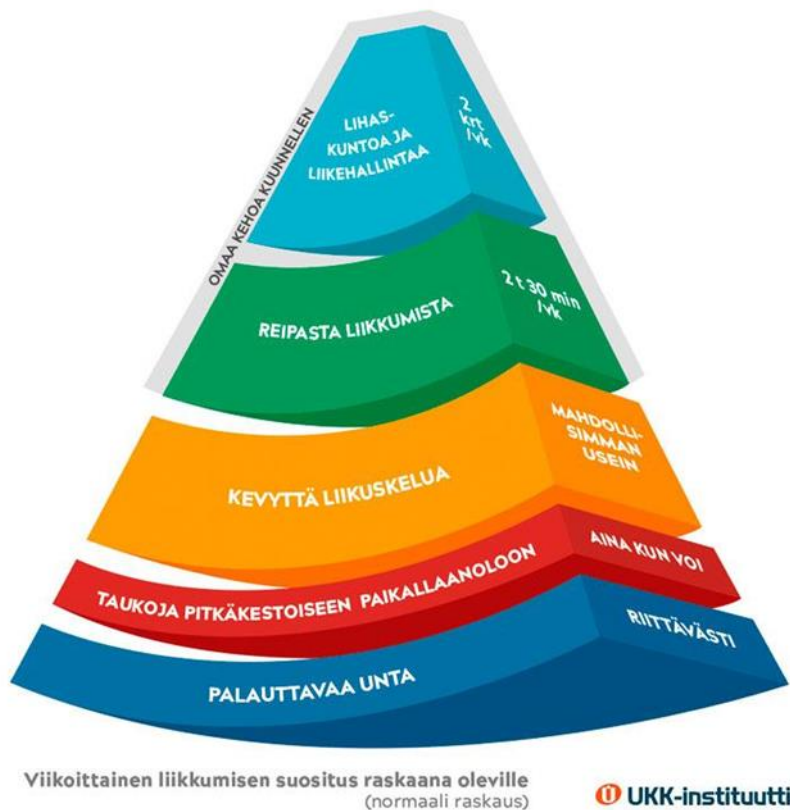 OMAA KEHOA KUUNNELLEN
LIHAS-
KUNTOA JA
LIIKEHALLINTAA
2
krt
/vk
REIPASTA LIIKKUMISTA
2 t 30 min
/vk
KEVYTTÄ LIIKUSKELUA
MAHDOLLI-
SIMMAN
USEIN
TAUKOJA PITKÄKESTOISEEN PAIKALLAANOLOON
AINA KUN VOI
PALAUTTAVAA UNTA
RIITTÄVÄSTI
Viikoittainen liikkumisen suositus raskaana oleville
(normaali raskaus)
UKK-instituutti